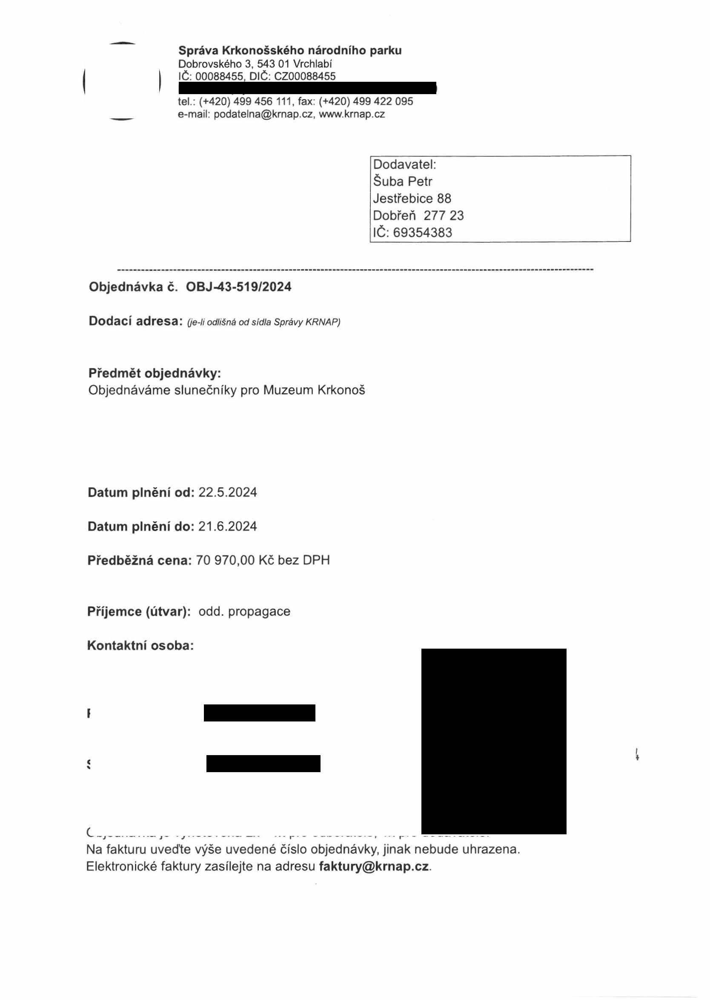 Správa Krkonošského národního parku
Dobrovského 3, 543 01 Vrchlabí
IČ: 00088455, DIČ: CZ00088455
tel.: (+420) 499 456 111, fax: (+420) 499 422 095
e-mail: podatelna@krnap.cz, www.krnap.cz
Dodavatel:
Šuba Petr
Jestřebice 88
Dobřeň 277 23
IČ: 69354383
Objednávka č. OBJ-43-519/2024
Dodací adresa: (je-li odlišná od sídla Správy KRNAP)
Předmět objednávky:
Objednáváme slunečníky pro Muzeum Krkonoš
Datum plnění od: 22.5.2024
Datum plnění do: 21.6.2024
Předběžná cena: 70 970,00 Kč bez DPH
Příjemce (útvar): odd. propagace
Kontaktní osoba:
Na fakturu uveďte výše uvedené číslo objednávky, jinak nebude uhrazena.
Elektronické faktury zasílejte na adresu faktury@krnap.cz.